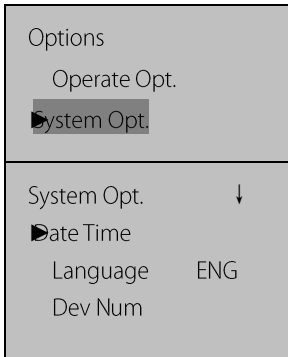 Options
Operate Opt.
System Opt.
System Opt. ↓
Date Time
Language ENG
Dev Num